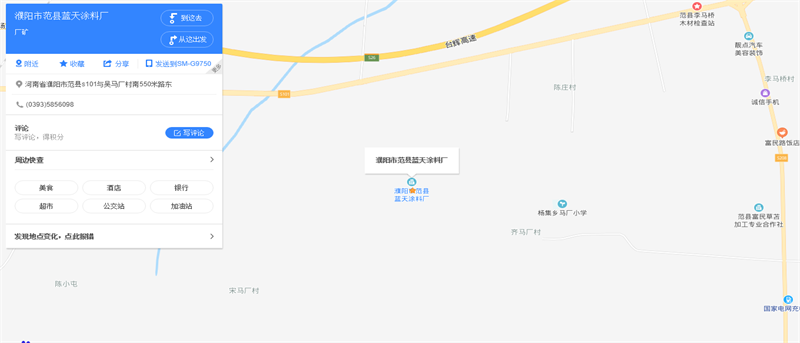 濮阳市范县蓝天涂料厂
厂矿
到这去
从这出发
附近
收藏
分享
发送到SM-G9750
河南省濮阳市范县s101与吴马厂村南550米路东
(0393)5856098
评论
写评论，得积分
写评论
周边快查
美食
酒店
银行
超市
公交站
加油站
发现地点变化，点此报错
台辉高速
范县李马桥
木材检查站
靓点汽车
美容装饰
李马桥村
诚信手机
富民路饭店
陈庄村
濮阳市范县蓝天涂料厂
濮阳市范县
蓝天涂料厂
杨集乡马厂小学
齐马厂村
范县富民草苫
加工专业合作社
陈小屯
宋马厂村
国家电网充